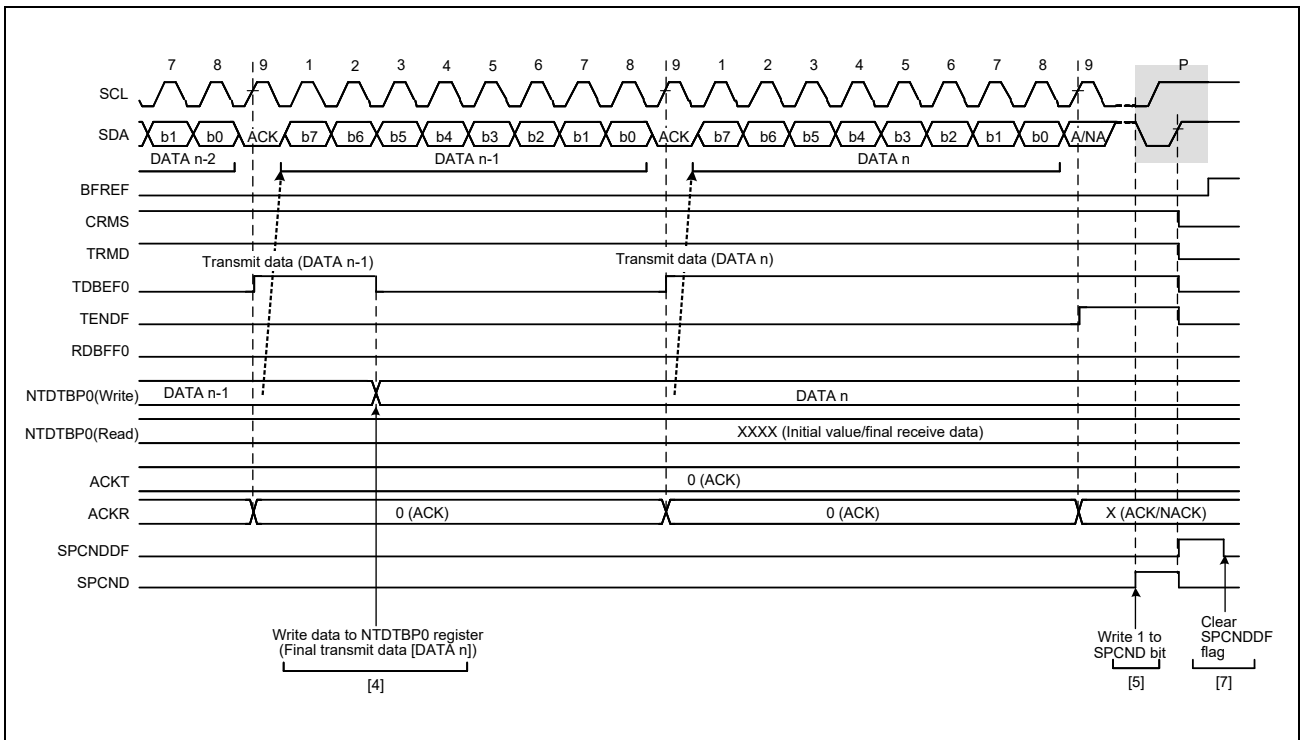 7 8 9 1 2 3 4 5 6 7 8 9 1 2 3 4 5 6 7 8 9 P
SCL
SDA b1 b0 ACK b7 b6 b5 b4 b3 b2 b1 b0 ACK b7 b6 b5 b4 b3 b2 b1 b0 A/NA
DATA n-2 DATA n-1 DATA n
BFREF
CRMS
TRMD
Transmit data (DATA n-1) Transmit data (DATA n)
TDBEF0
TENDF
RDBFF0
NTDTBP0(Write) DATA n-1 DATA n
NTDTBP0(Read) XXXX (Initial value/final receive data)
ACKT 0 (ACK)
ACKR 0 (ACK) 0 (ACK) X (ACK/NACK)
SPCNDDF
SPCND
Write data to NTDTBP0 register
(Final transmit data [DATA n])
[4]
Write 1 to
SPCND bit
[5]
Clear
SPCNDDF
flag
[7]